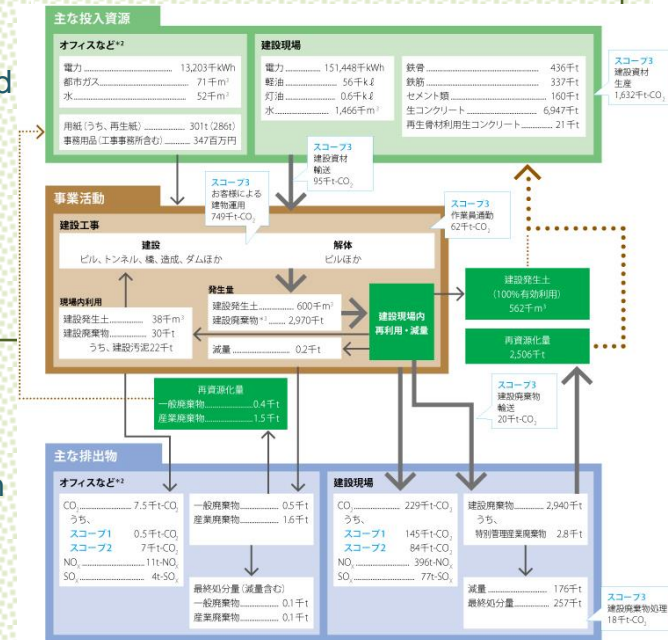 主な投入資源
オフィスなど*2
電力 13,203千kWh
都市ガス 71千m³
水 52千m³
用紙(うち、再生紙) 301t(286t)
事務用品(工事事務所含む) 347百万円
建設現場
電力 151,448千kWh
軽油 56千kℓ
灯油 0.6千kℓ
水 1,466千m³
鉄骨 436千t
鉄筋 337千t
セメント類 160千t
生コンクリート 6,947千t
再生骨材利用生コンクリート 21千t
スコープ3
建設資材
生産
1,632千t-CO₂
スコープ3
建設資材
輸送
95千t-CO₂
事業活動
スコープ3
お客様による
建物運用
749千t-CO₂
スコープ3
作業員通勤
62千t-CO₂
建設工事
建設
ビル、トンネル、橋、造成、ダムほか
解体
ビルほか
現場内利用
建設発生土 38千m³
建設廃棄物 30千t
うち、建設汚泥22千t
発生量
建設発生土 600千m³
建設廃棄物*² 2,970千t
減量 0.2千t
建設現場内
再利用・減量
建設発生土
(100%有効利用)
562千m³
再資源化量
2,506千t
再資源化量
一般廃棄物 0.4千t
産業廃棄物 1.5千t
スコープ3
建設廃棄物
輸送
20千t-CO₂
主な排出物
オフィスなど*2
CO₂ 7.5千t-CO₂
うち、
スコープ1 0.5千t-CO₂
スコープ2 7千t-CO₂
NOₓ 11t-NOₓ
SOₓ 4t-SOₓ
一般廃棄物 0.5千t
産業廃棄物 1.6千t
最終処分量(減量含む)
一般廃棄物 0.1千t
産業廃棄物 0.1千t
建設現場
CO₂ 229千t-CO₂
うち、
スコープ1 145千t-CO₂
スコープ2 84千t-CO₂
NOₓ 396t-NOₓ
SOₓ 77t-SOₓ
建設廃棄物 2,940千t
うち、
特別管理産業廃棄物 2.8千t
減量 176千t
最終処分量 257千t
スコープ3
建設廃棄物処理
18千t-CO₂